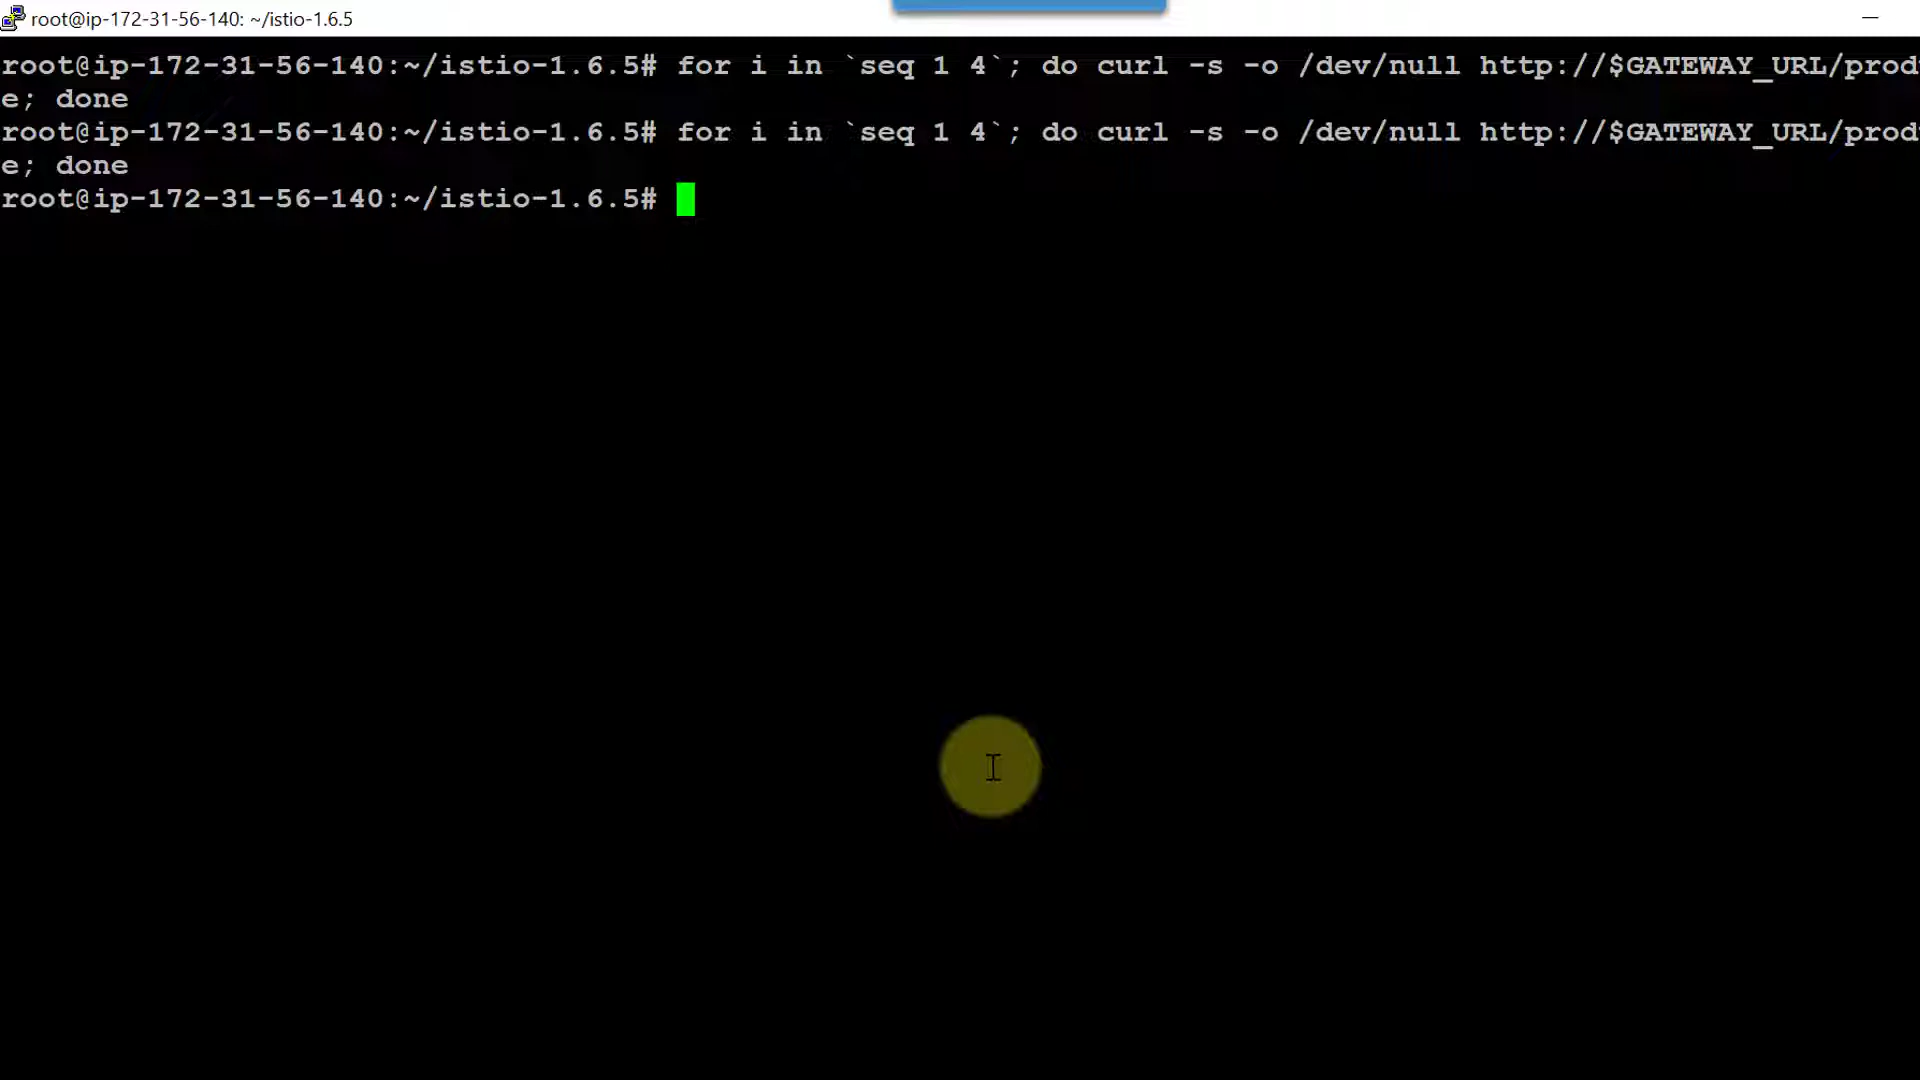 root@ip-172-31-56-140: ~/istio-1.6.5
root@ip-172-31-56-140:~/istio-1.6.5# for i in `seq 1 4`; do curl -s -o /dev/null http://$GATEWAY_URL/prod
e; done
root@ip-172-31-56-140:~/istio-1.6.5# for i in `seq 1 4`; do curl -s -o /dev/null http://$GATEWAY_URL/prod
e; done
root@ip-172-31-56-140:~/istio-1.6.5#